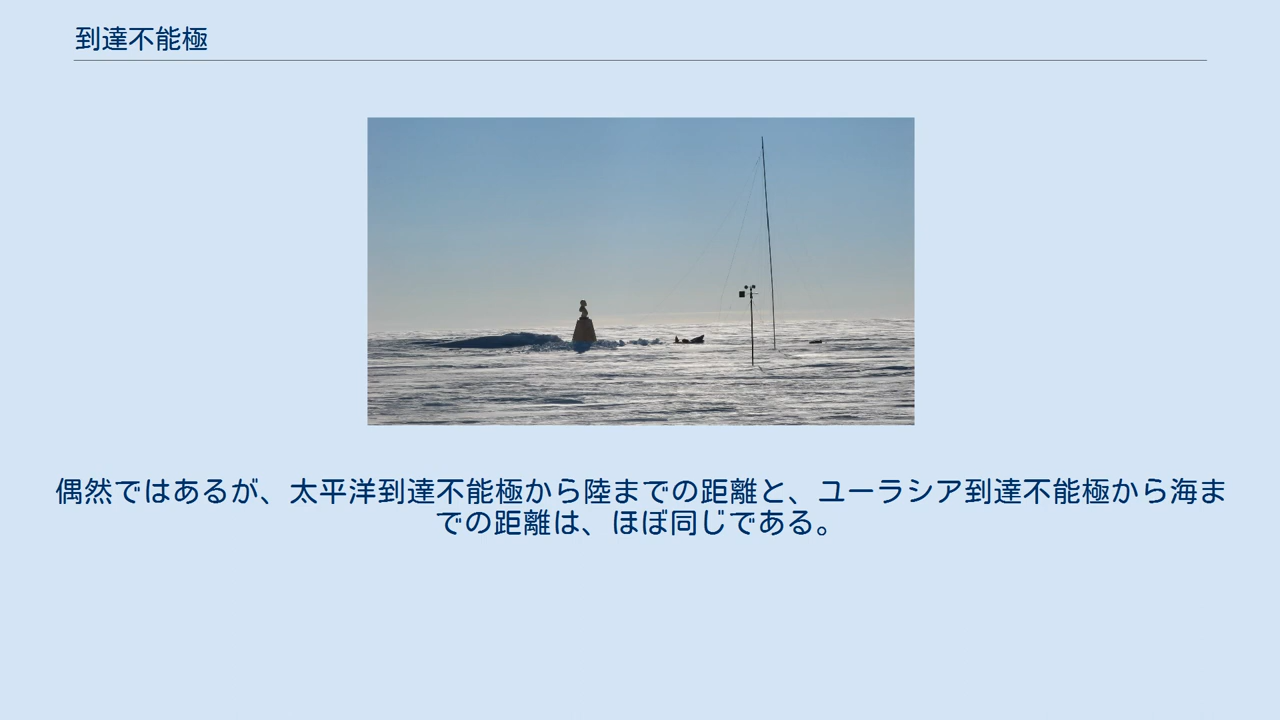 到達不能極
偶然ではあるが、太平洋到達不能極から陸までの距離と、ユーラシア到達不能極から海ま
での距離は、ほぼ同じである。